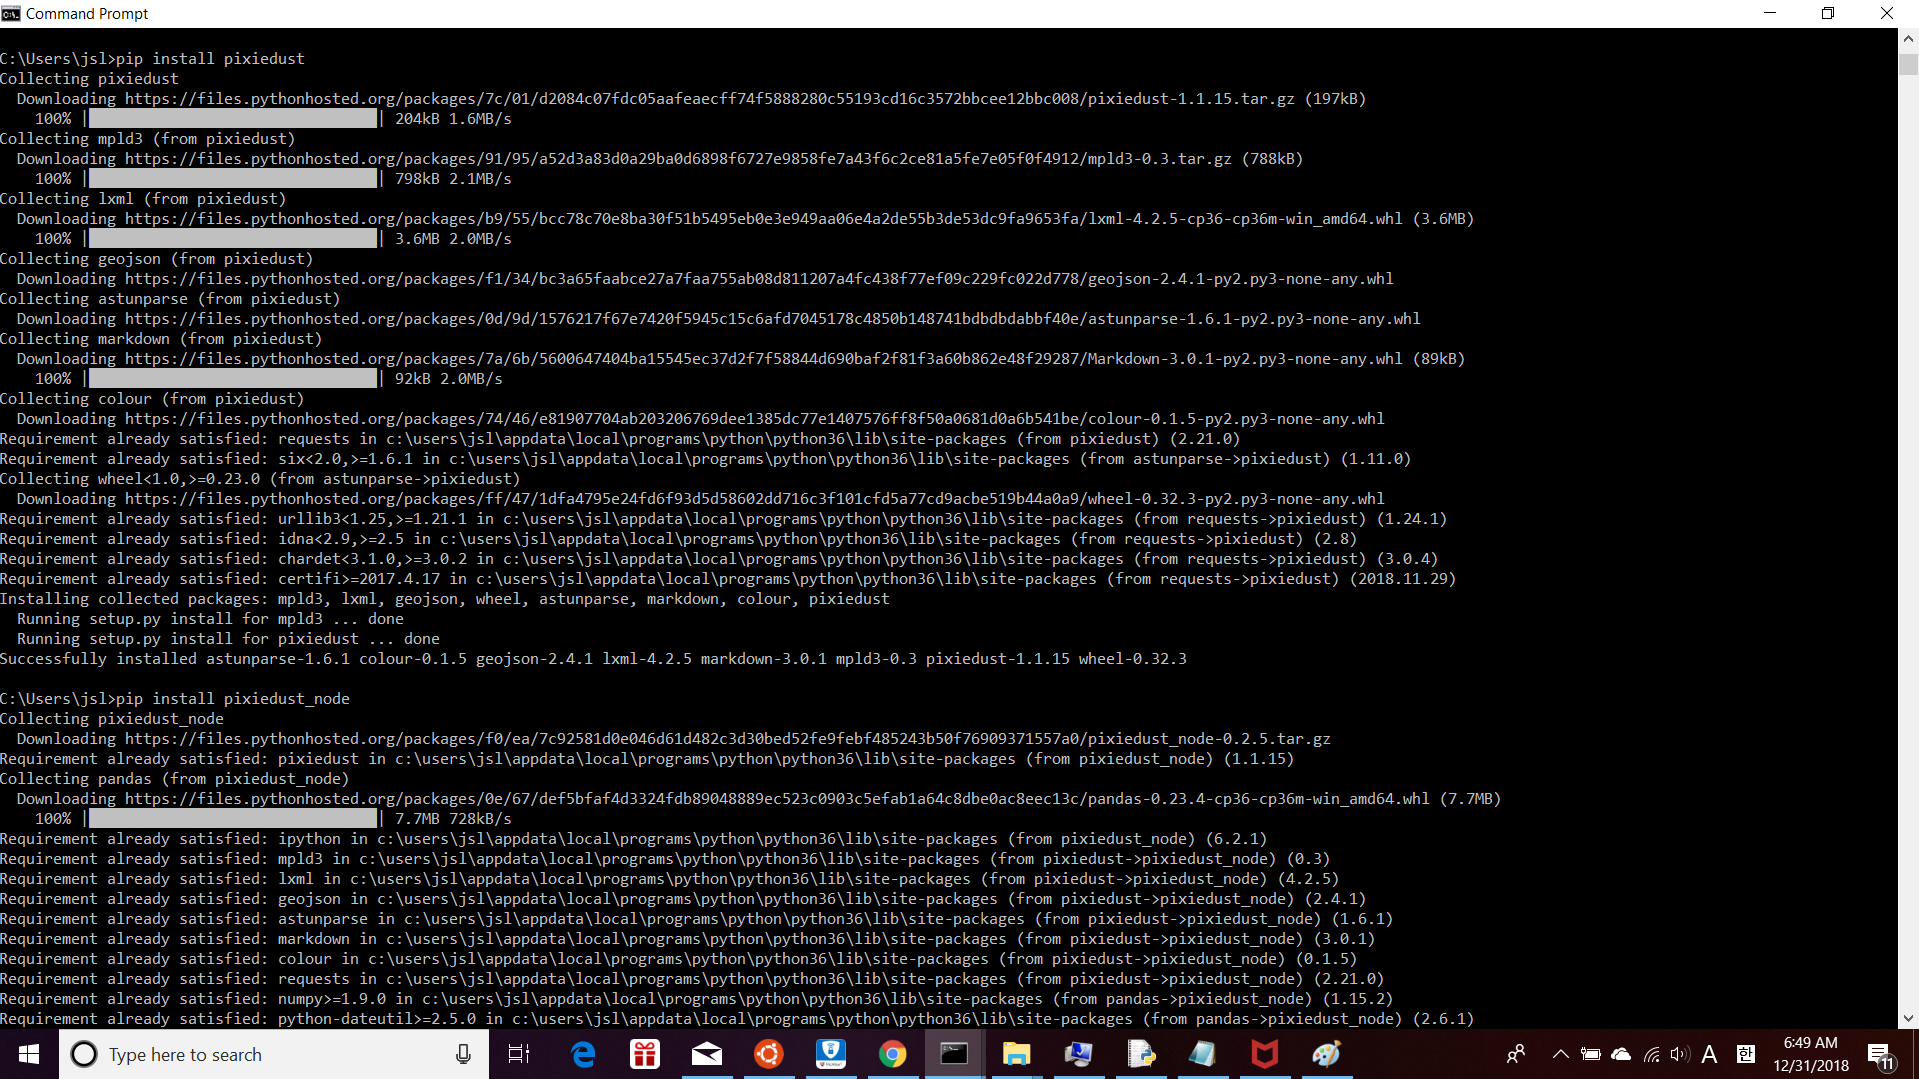 Command Prompt
C:\Users\jsl>pip install pixiedust
Collecting pixiedust
  Downloading https://files.pythonhosted.org/packages/7c/01/d2084c07fdc05aafeaecff74f5888280c55193cd16c3572bbcee12bbc008/pixiedust-1.1.15.tar.gz (197kB)
    100% |████████████████████████████████| 204kB 1.6MB/s
Collecting mpld3 (from pixiedust)
  Downloading https://files.pythonhosted.org/packages/91/95/a52d3a83d0a29ba0d6898f6727e9858fe7a43f6c2ce81a5fe7e05f0f4912/mpld3-0.3.tar.gz (788kB)
    100% |████████████████████████████████| 798kB 2.1MB/s
Collecting lxml (from pixiedust)
  Downloading https://files.pythonhosted.org/packages/b9/55/bcc78c70e8ba30f51b5495eb0e3e949aa06e4a2de55b3de53dc9fa9653fa/lxml-4.2.5-cp36-cp36m-win_amd64.whl (3.6MB)
    100% |████████████████████████████████| 3.6MB 2.0MB/s
Collecting geojson (from pixiedust)
  Downloading https://files.pythonhosted.org/packages/f1/34/bc3a65faabce27a7faa755ab08d811207a4fc438f77ef09c229fc022d778/geojson-2.4.1-py2.py3-none-any.whl
Collecting astunparse (from pixiedust)
  Downloading https://files.pythonhosted.org/packages/0d/9d/1576217f67e7420f5945c15c6afd7045178c4850b148741bdbdbdabbf40e/astunparse-1.6.1-py2.py3-none-any.whl
Collecting markdown (from pixiedust)
  Downloading https://files.pythonhosted.org/packages/7a/6b/5600647404ba15545ec37d2f7f58844d690baf2f81f3a60b862e48f29287/Markdown-3.0.1-py2.py3-none-any.whl (89kB)
    100% |████████████████████████████████| 92kB 2.0MB/s
Collecting colour (from pixiedust)
  Downloading https://files.pythonhosted.org/packages/74/46/e81907704ab203206769dee1385dc77e1407576ff8f50a0681d0a6b541be/colour-0.1.5-py2.py3-none-any.whl
Requirement already satisfied: requests in c:\users\jsl\appdata\local\programs\python\python36\lib\site-packages (from pixiedust) (2.21.0)
Requirement already satisfied: six<2.0,>=1.6.1 in c:\users\jsl\appdata\local\programs\python\python36\lib\site-packages (from astunparse->pixiedust) (1.11.0)
Collecting wheel<1.0,>=0.23.0 (from astunparse->pixiedust)
  Downloading https://files.pythonhosted.org/packages/ff/47/1dfa4795e24fd6f93d5d58602dd716c3f101cfd5a77cd9acbe519b44a0a9/wheel-0.32.3-py2.py3-none-any.whl
Requirement already satisfied: urllib3<1.25,>=1.21.1 in c:\users\jsl\appdata\local\programs\python\python36\lib\site-packages (from requests->pixiedust) (1.24.1)
Requirement already satisfied: idna<2.9,>=2.5 in c:\users\jsl\appdata\local\programs\python\python36\lib\site-packages (from requests->pixiedust) (2.8)
Requirement already satisfied: chardet<3.1.0,>=3.0.2 in c:\users\jsl\appdata\local\programs\python\python36\lib\site-packages (from requests->pixiedust) (3.0.4)
Requirement already satisfied: certifi>=2017.4.17 in c:\users\jsl\appdata\local\programs\python\python36\lib\site-packages (from requests->pixiedust) (2018.11.29)
Installing collected packages: mpld3, lxml, geojson, wheel, astunparse, markdown, colour, pixiedust
  Running setup.py install for mpld3 ... done
  Running setup.py install for pixiedust ... done
Successfully installed astunparse-1.6.1 colour-0.1.5 geojson-2.4.1 lxml-4.2.5 markdown-3.0.1 mpld3-0.3 pixiedust-1.1.15 wheel-0.32.3
C:\Users\jsl>pip install pixiedust_node
Collecting pixiedust_node
  Downloading https://files.pythonhosted.org/packages/f0/ea/7c92581d0e046d61d482c3d30bed52fe9febf485243b50f76909371557a0/pixiedust_node-0.2.5.tar.gz
Requirement already satisfied: pixiedust in c:\users\jsl\appdata\local\programs\python\python36\lib\site-packages (from pixiedust_node) (1.1.15)
Collecting pandas (from pixiedust_node)
  Downloading https://files.pythonhosted.org/packages/0e/67/def5bfaf4d3324fdb89048889ec523c0903c5efab1a64c8dbe0ac8eec13c/pandas-0.23.4-cp36-cp36m-win_amd64.whl (7.7MB)
    100% |████████████████████████████████| 7.7MB 728kB/s
Requirement already satisfied: ipython in c:\users\jsl\appdata\local\programs\python\python36\lib\site-packages (from pixiedust_node) (6.2.1)
Requirement already satisfied: mpld3 in c:\users\jsl\appdata\local\programs\python\python36\lib\site-packages (from pixiedust->pixiedust_node) (0.3)
Requirement already satisfied: lxml in c:\users\jsl\appdata\local\programs\python\python36\lib\site-packages (from pixiedust->pixiedust_node) (4.2.5)
Requirement already satisfied: geojson in c:\users\jsl\appdata\local\programs\python\python36\lib\site-packages (from pixiedust->pixiedust_node) (2.4.1)
Requirement already satisfied: astunparse in c:\users\jsl\appdata\local\programs\python\python36\lib\site-packages (from pixiedust->pixiedust_node) (1.6.1)
Requirement already satisfied: markdown in c:\users\jsl\appdata\local\programs\python\python36\lib\site-packages (from pixiedust->pixiedust_node) (3.0.1)
Requirement already satisfied: colour in c:\users\jsl\appdata\local\programs\python\python36\lib\site-packages (from pixiedust->pixiedust_node) (0.1.5)
Requirement already satisfied: requests in c:\users\jsl\appdata\local\programs\python\python36\lib\site-packages (from pixiedust->pixiedust_node) (2.21.0)
Requirement already satisfied: numpy>=1.9.0 in c:\users\jsl\appdata\local\programs\python\python36\lib\site-packages (from pandas->pixiedust_node) (1.15.2)
Requirement already satisfied: python-dateutil>=2.5.0 in c:\users\jsl\appdata\local\programs\python\python36\lib\site-packages (from pandas->pixiedust_node) (2.6.1)
Type here to search
A 한
6:49 AM
12/31/2018
11